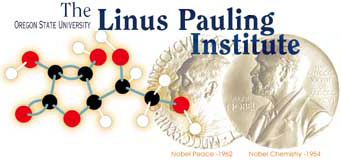 The
OREGON STATE UNIVERSITY
Linus Pauling
Institute
Nobel Peace -1962
Nobel Chemistry -1954